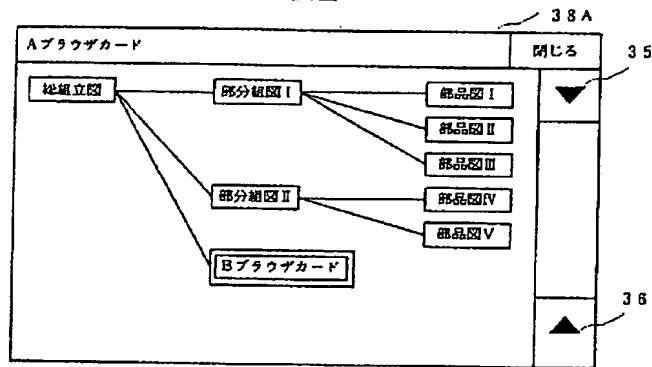 38A
Aブラウザカード
閉じる
35
総組立図
部分組図I
部品図I
部品図II
部品図III
部分組図II
部品図IV
部品図V
Bブラウザカード
36